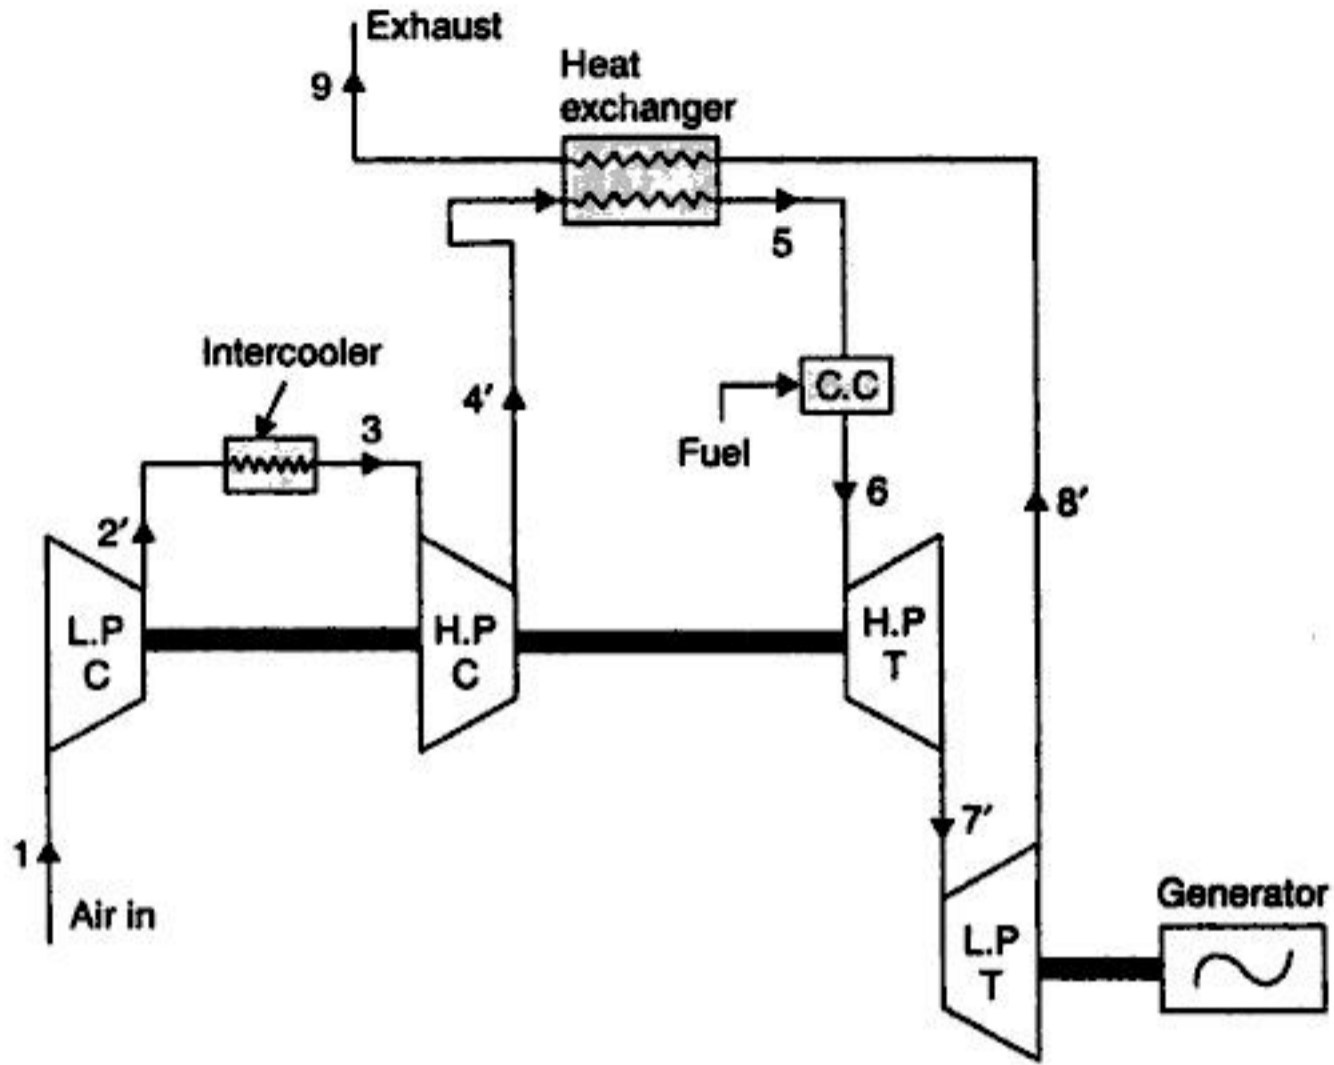 Exhaust
9
Heat
exchanger
5
Intercooler
3
4′
C.C
Fuel
6
8′
2′
L.P
C
H.P
C
H.P
T
7′
1
Air in
L.P
T
Generator